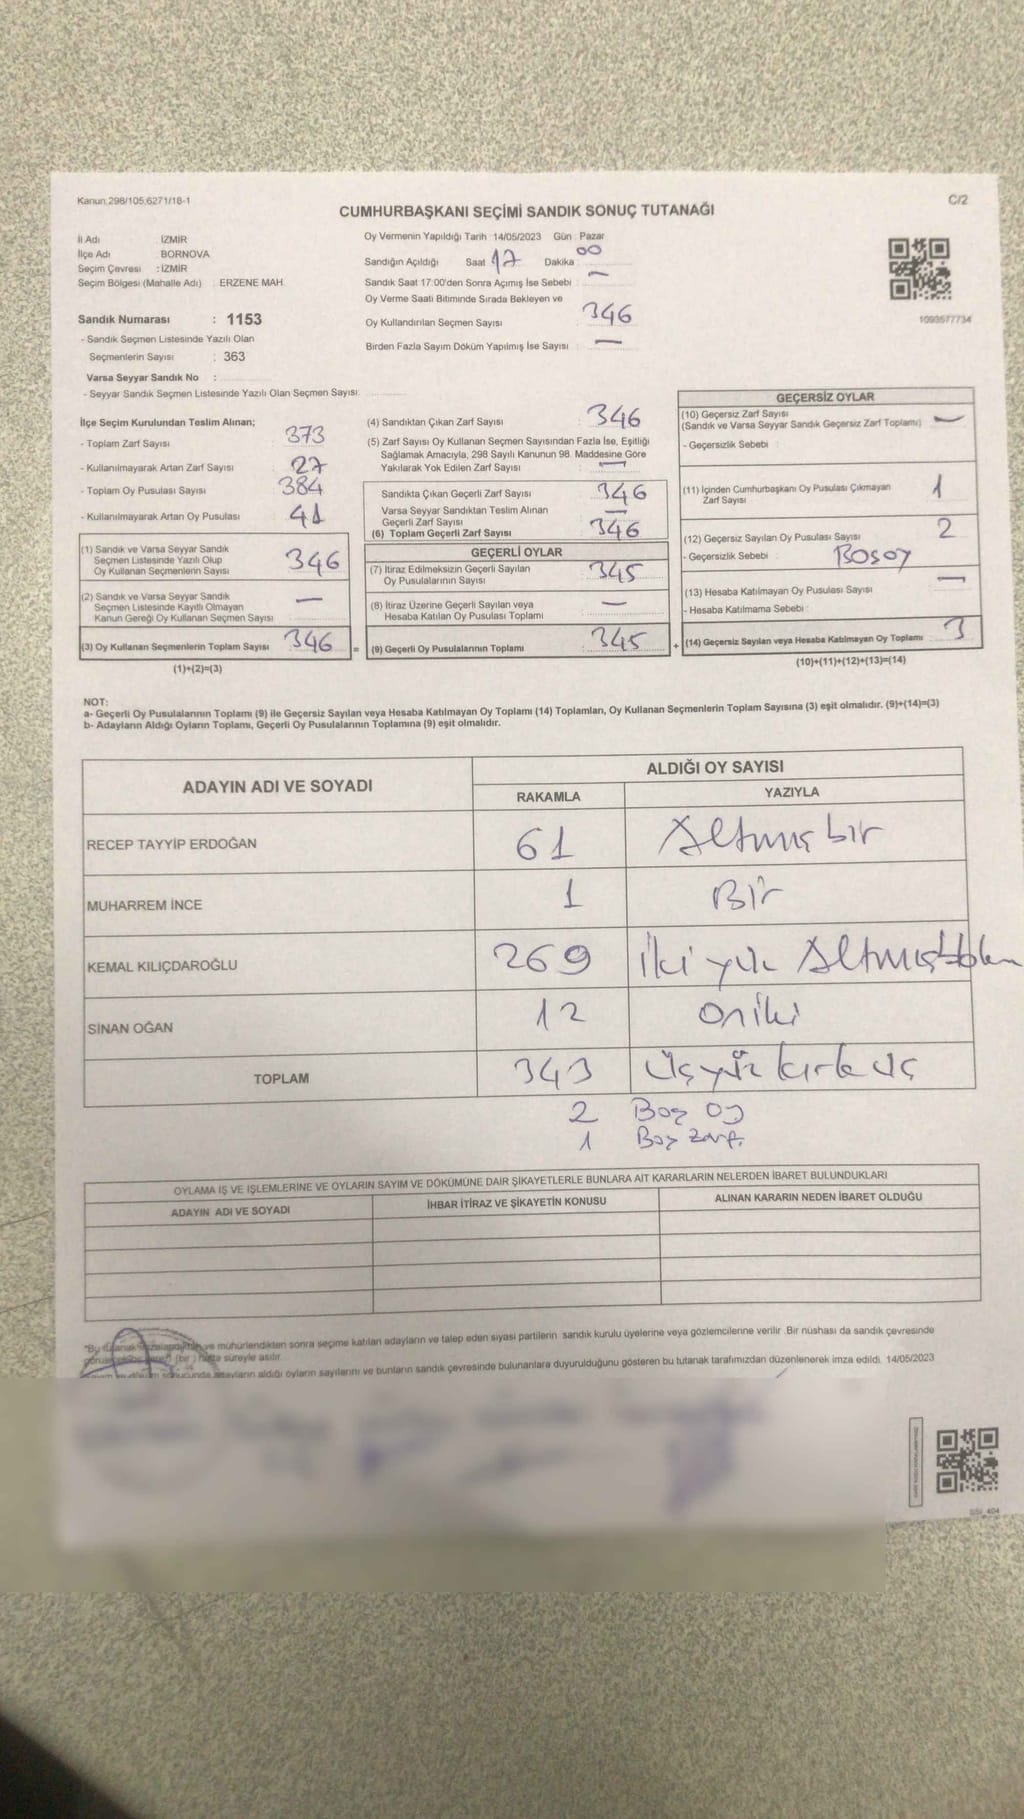 Kanun.298/105,6271/18-1
C/2
CUMHURBAŞKANI SEÇİMİ SANDIK SONUÇ TUTANAĞI
İl Adı : İZMİR
İlçe Adı : BORNOVA
Seçim Çevresi : İZMİR
Seçim Bölgesi (Mahalle Adı) : ERZENE MAH.
Sandık Numarası : 1153
- Sandık Seçmen Listesinde Yazılı Olan
Seçmenlerin Sayısı : 363
Varsa Seyyar Sandık No :
- Seyyar Sandık Seçmen Listesinde Yazılı Olan Seçmen Sayısı:
Oy Vermenin Yapıldığı Tarih :14/05/2023 Gün : Pazar
Sandığın Açıldığı Saat 17 Dakika : 00
Sandık Saat 17:00'den Sonra Açımış İse Sebebi : —
Oy Verme Saati Bitiminde Sırada Bekleyen ve
Oy Kullandırılan Seçmen Sayısı 346
Birden Fazla Sayım Döküm Yapılmış İse Sayısı : —
1093577734
İlçe Seçim Kurulundan Teslim Alınan;
- Toplam Zarf Sayısı 373
- Kullanılmayarak Artan Zarf Sayısı 27
- Toplam Oy Pusulası Sayısı 384
- Kullanılmayarak Artan Oy Pusulası 41
(1) Sandık ve Varsa Seyyar Sandık
Seçmen Listesinde Yazılı Olup
Oy Kullanan Seçmenlerin Sayısı 346
(2) Sandık ve Varsa Seyyar Sandık
Seçmen Listesinde Kayıtlı Olmayan
Kanun Gereği Oy Kullanan Seçmen Sayısı —
(3) Oy Kullanan Seçmenlerin Toplam Sayısı 346 =
(1)+(2)=(3)
(4) Sandıktan Çıkan Zarf Sayısı 346
(5) Zarf Sayısı Oy Kullanan Seçmen Sayısından Fazla İse, Eşitliği
Sağlamak Amacıyla, 298 Sayılı Kanunun 98. Maddesine Göre
Yakılarak Yok Edilen Zarf Sayısı —
Sandıkta Çıkan Geçerli Zarf Sayısı 346
Varsa Seyyar Sandıktan Teslim Alınan
Geçerli Zarf Sayısı —
(6) Toplam Geçerli Zarf Sayısı 346
GEÇERLİ OYLAR
(7) İtiraz Edilmeksizin Geçerli Sayılan
Oy Pusulalarının Sayısı 345
(8) İtiraz Üzerine Geçerli Sayılan veya
Hesaba Katılan Oy Pusulası Toplamı —
(9) Geçerli Oy Pusulalarının Toplamı 345 +
GEÇERSİZ OYLAR
(10) Geçersiz Zarf Sayısı
(Sandık ve Varsa Seyyar Sandık Geçersiz Zarf Toplamı) —
- Geçersizlik Sebebi :
(11) İçinden Cumhurbaşkanı Oy Pusulası Çıkmayan
Zarf Sayısı 1
(12) Geçersiz Sayılan Oy Pusulası Sayısı 2
- Geçersizlik Sebebi : Boşoy
(13) Hesaba Katılmayan Oy Pusulası Sayısı —
- Hesaba Katılmama Sebebi :
(14) Geçersiz Sayılan veya Hesaba Katılmayan Oy Toplamı 3
(10)+(11)+(12)+(13)=(14)
NOT:
a- Geçerli Oy Pusulalarının Toplamı (9) ile Geçersiz Sayılan veya Hesaba Katılmayan Oy Toplamı (14) Toplamları, Oy Kullanan Seçmenlerin Toplam Sayısına (3) eşit olmalıdır. (9)+(14)=(3)
b- Adayların Aldığı Oyların Toplamı, Geçerli Oy Pusulalarının Toplamına (9) eşit olmalıdır.
ADAYIN ADI VE SOYADI
ALDIĞI OY SAYISI
RAKAMLA YAZIYLA
RECEP TAYYİP ERDOĞAN 61 Altmış bir
MUHARREM İNCE 1 Bir
KEMAL KILIÇDAROĞLU 269 İki yüz Altmış
SİNAN OĞAN 12 oniki
TOPLAM 343 Üçyüz kırk üç
2 Boş oy
1 Boş zarf.
OYLAMA İŞ VE İŞLEMLERİNE VE OYLARIN SAYIM VE DÖKÜMÜNE DAİR ŞİKAYETLERLE BUNLARA AİT KARARLARIN NELERDEN İBARET BULUNDUKLARI
ADAYIN ADI VE SOYADI İHBAR İTİRAZ VE ŞİKAYETİN KONUSU ALINAN KARARIN NEDEN İBARET OLDUĞU
*Bu ve mühürlendikten sonra seçime katılan adayların ve talep eden siyasi partilerin sandık kurulu üyelerine veya gözlemcilerine verilir. Bir nüshası da sandık çevresinde
(bir) hafta süreyle asılır.
sonucunda adayların aldığı oyların sayılarını ve bunların sandık çevresinde bulunanlara duyurulduğunu gösteren bu tutanak tarafımızdan düzenlenerek imza edildi. 14/05/2023